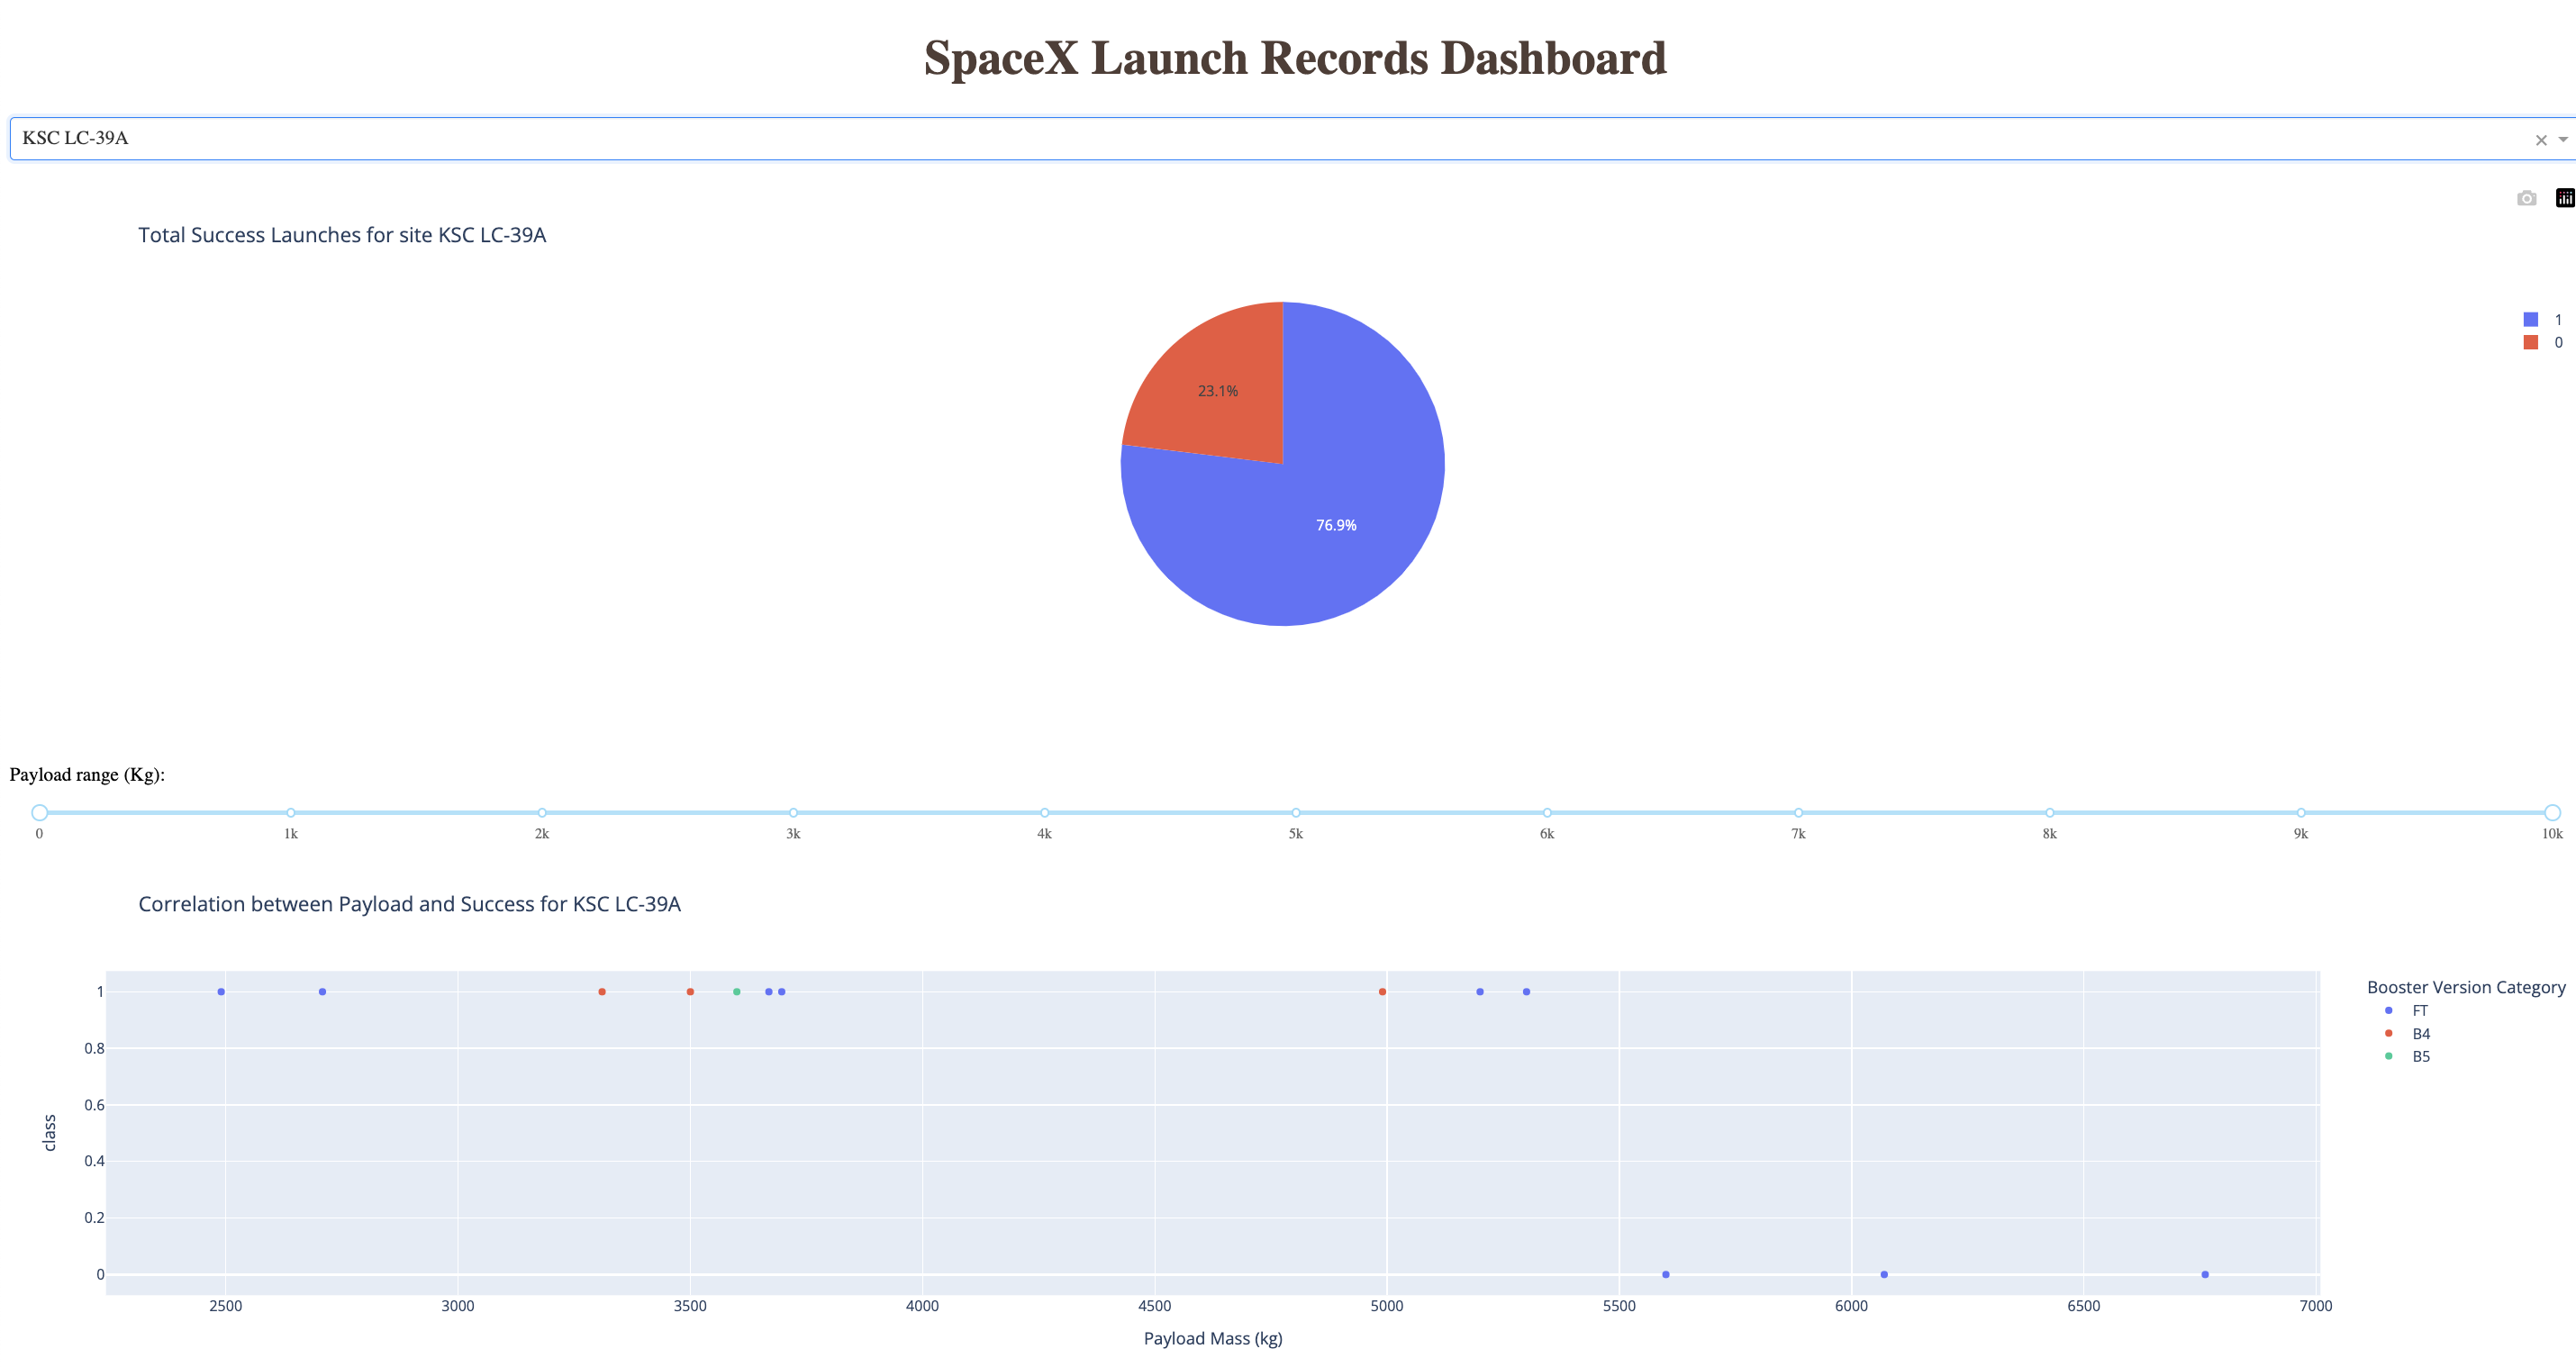 SpaceX Launch Records Dashboard
KSC LC-39A
Total Success Launches for site KSC LC-39A
1
0
23.1%
76.9%
Payload range (Kg):
0 1k 2k 3k 4k 5k 6k 7k 8k 9k 10k
Correlation between Payload and Success for KSC LC-39A
Booster Version Category
FT
B4
B5
class
1
0.8
0.6
0.4
0.2
0
2500 3000 3500 4000 4500 5000 5500 6000 6500 7000
Payload Mass (kg)